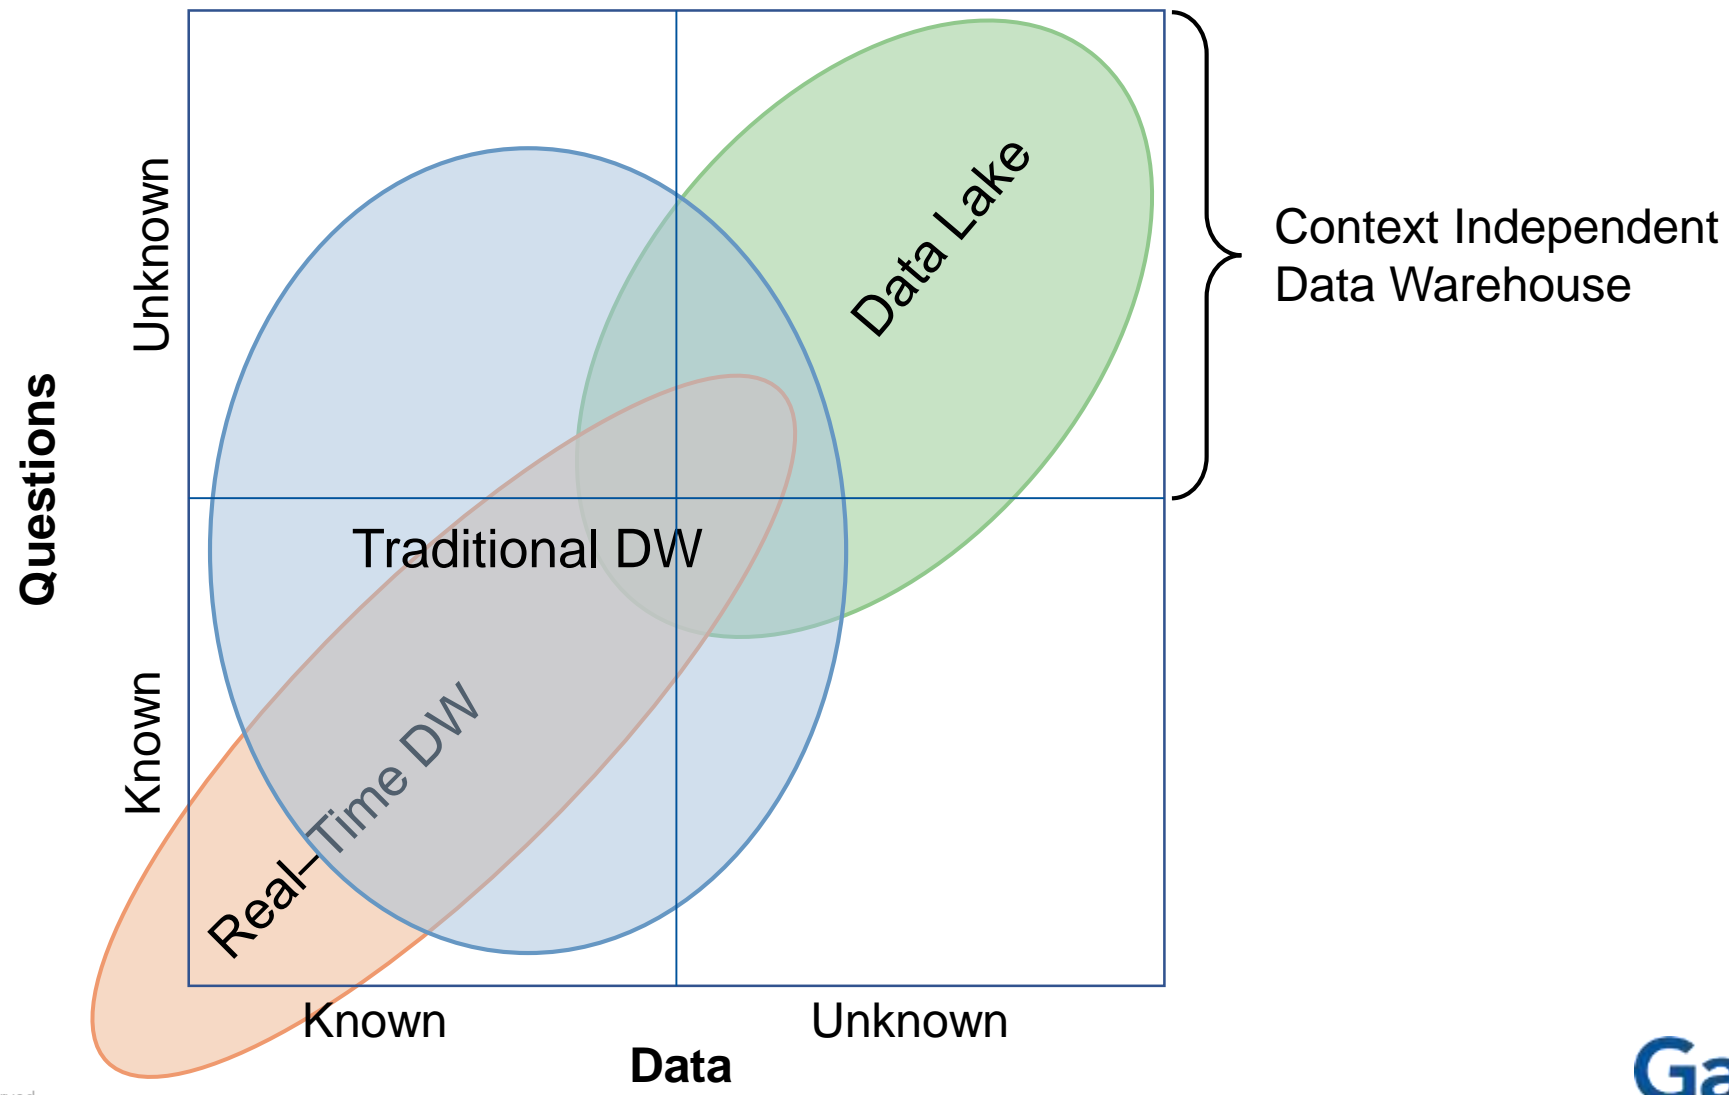 Unknown
Data Lake
Context Independent
Data Warehouse
Questions
Traditional DW
Known
Real–Time DW
Known
Unknown
Data